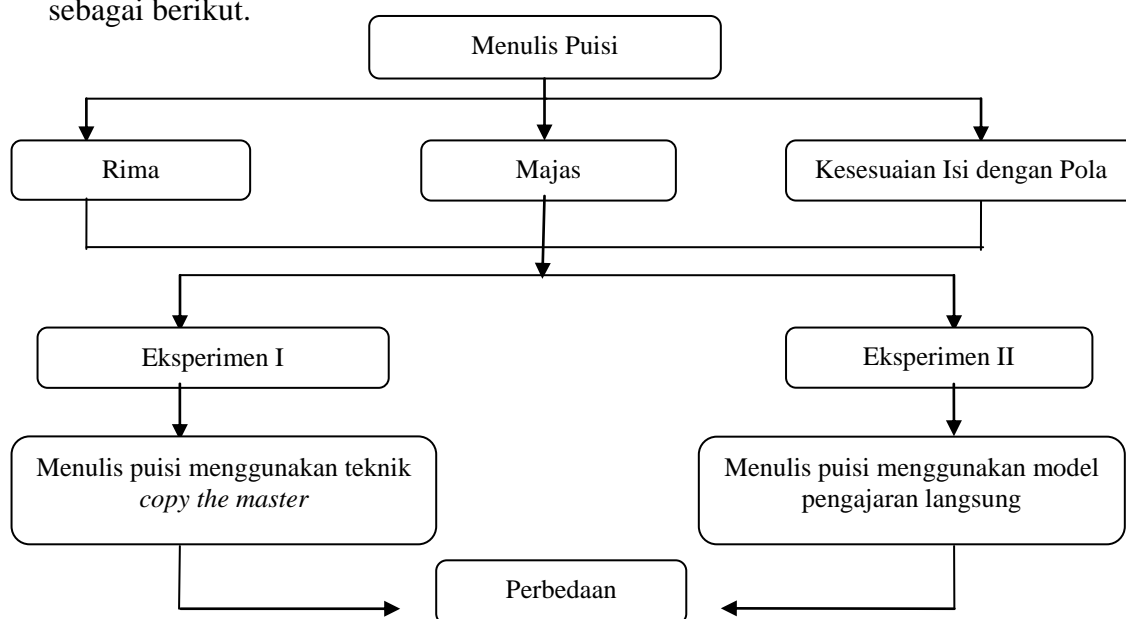 sebagai berikut.
Menulis Puisi
Rima
Majas
Kesesuaian Isi dengan Pola
Eksperimen I
Eksperimen II
Menulis puisi menggunakan teknik
copy the master
Menulis puisi menggunakan model
pengajaran langsung
Perbedaan